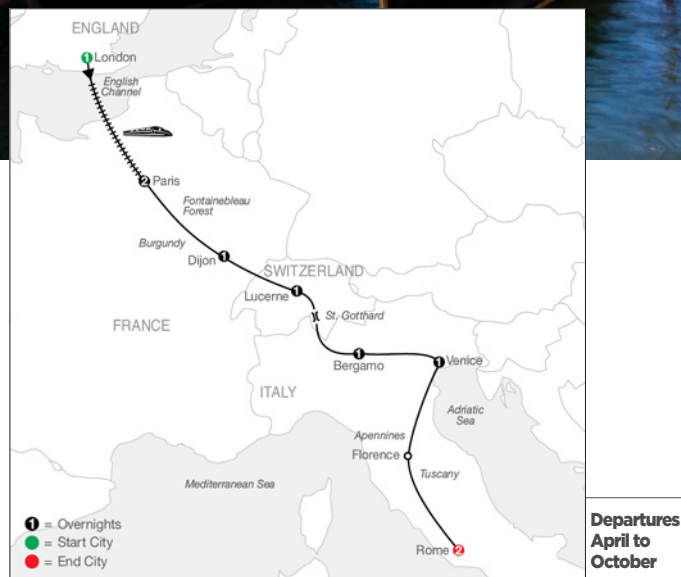 ENGLAND
1 London
English
Channel
2 Paris
Fontainebleau
Forest
Burgundy
Dijon 1
SWITZERLAND
Lucerne 1
St. Gotthard
FRANCE
Bergamo 1
1 Venice
ITALY
Adriatic
Sea
Apennines
Florence
Tuscany
Mediterranean Sea
1 = Overnights
= Start City
= End City
Rome 2
Departures
April to
October